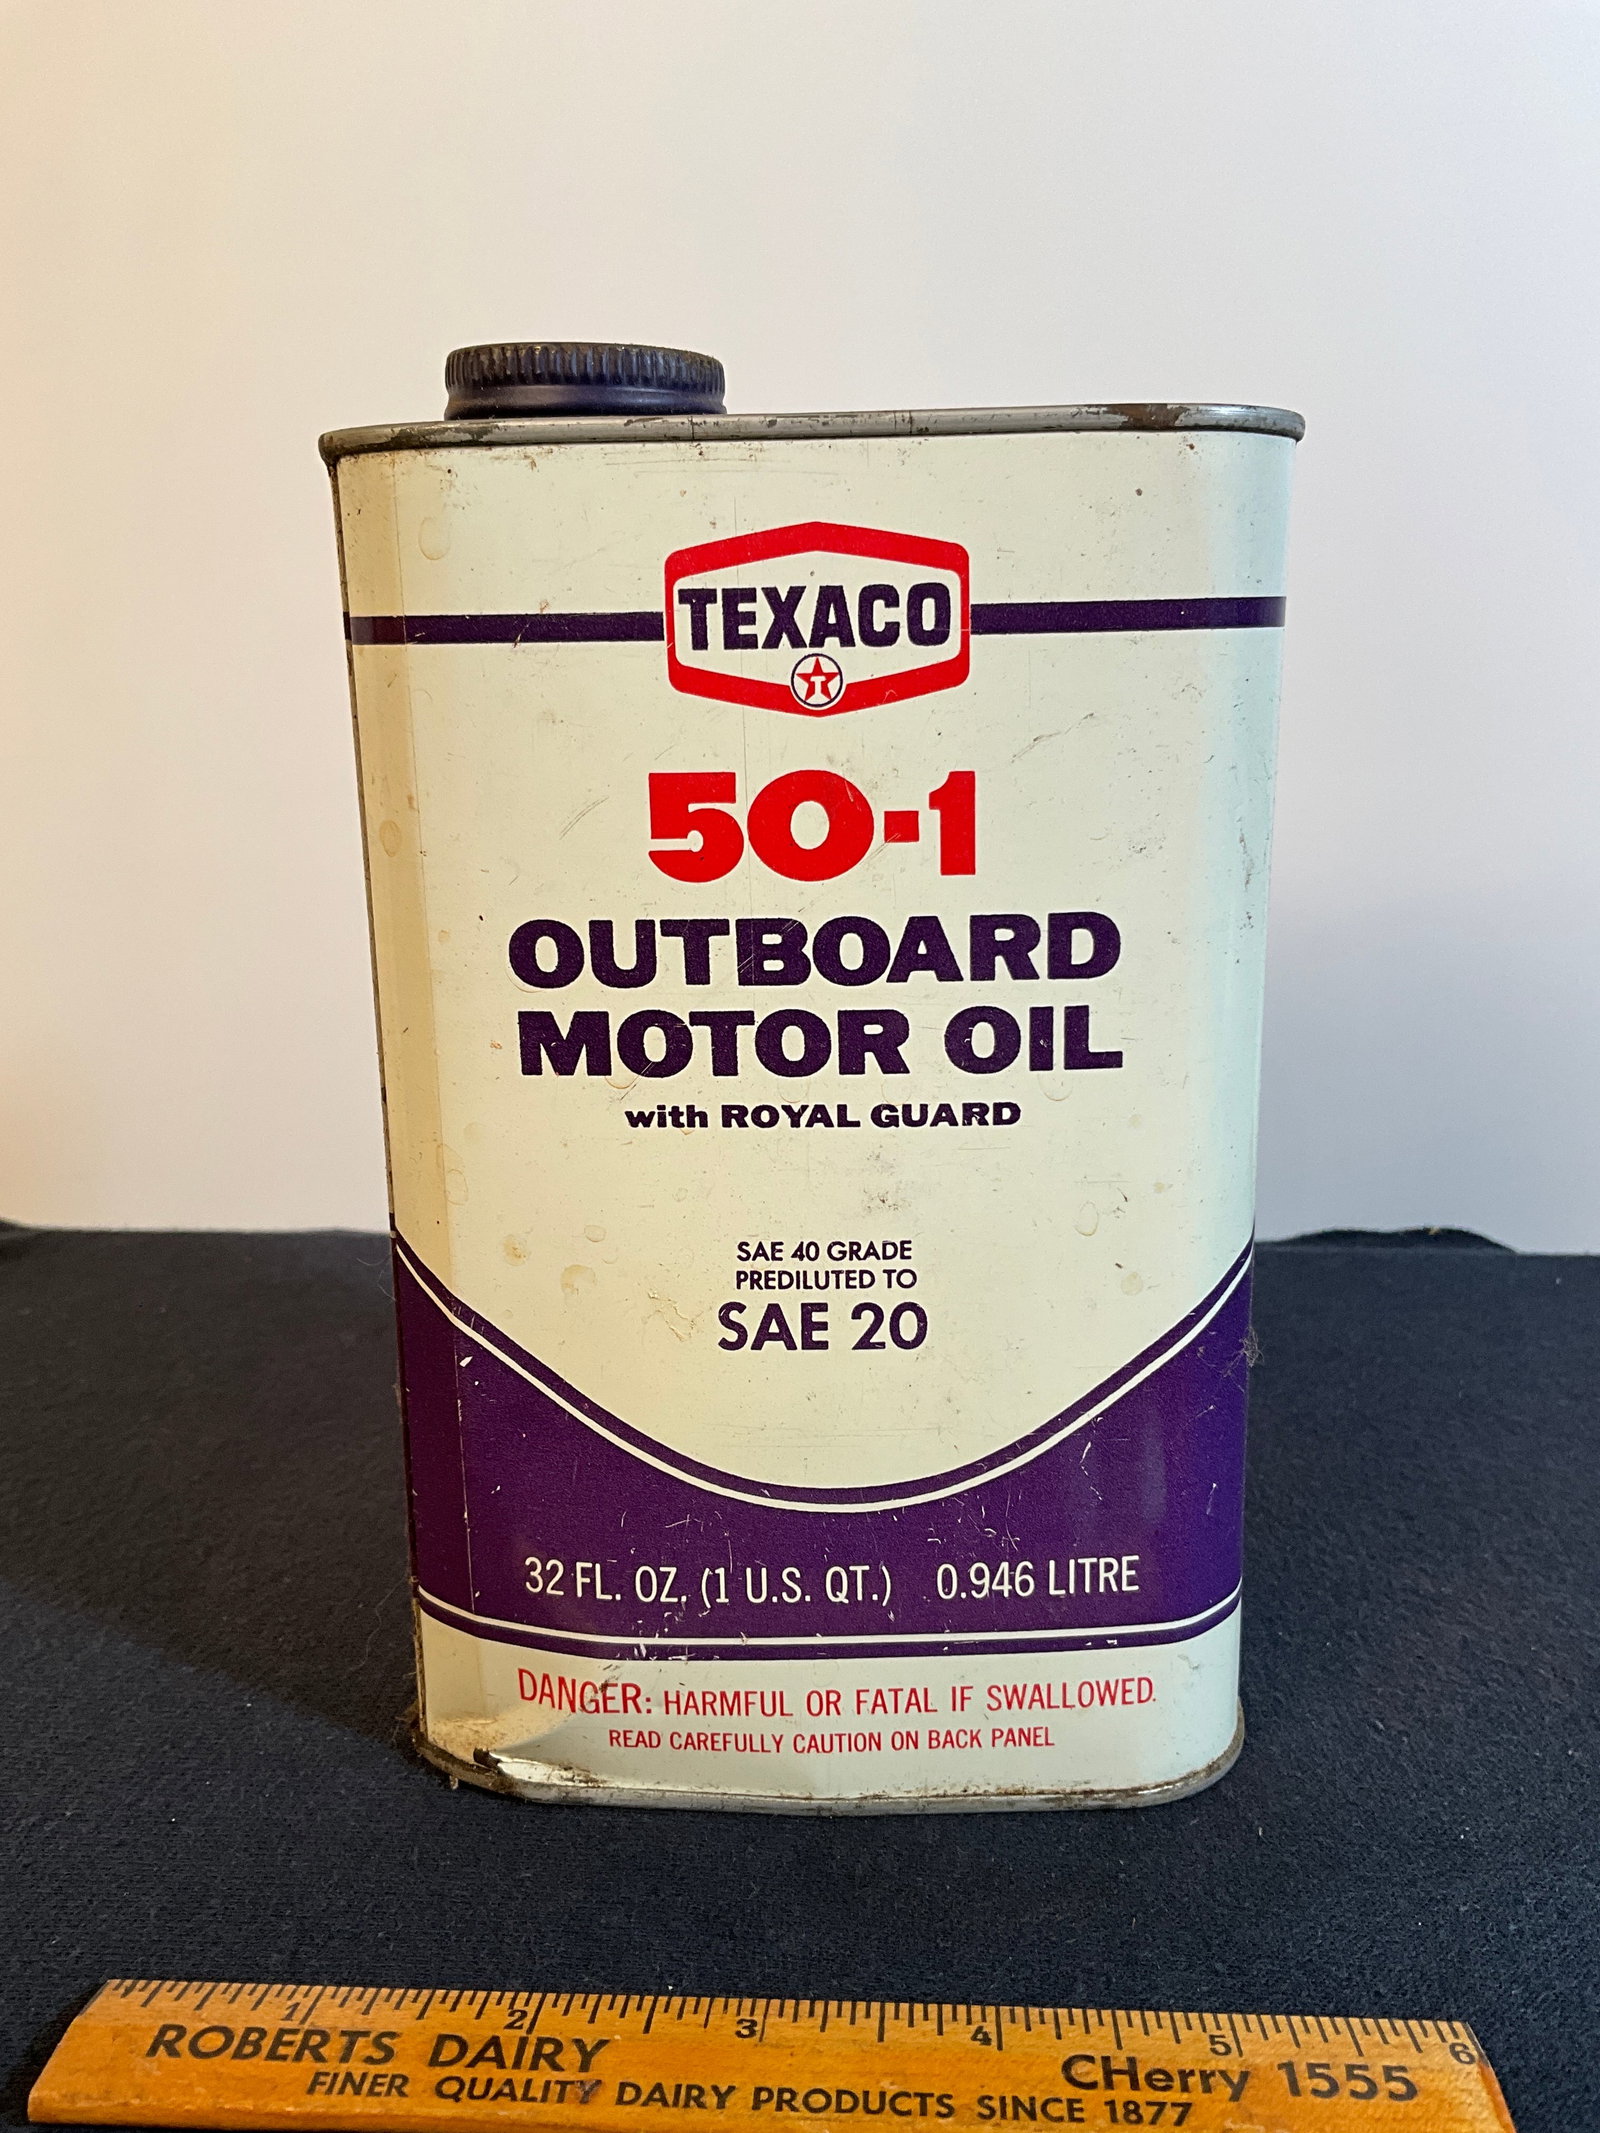 TEXACO
T
50-1
OUTBOARD
MOTOR OIL
with ROYAL GUARD
SAE 40 GRADE
PREDILUTED TO
SAE 20
32 FL. OZ. (1 U.S. QT.) 0.946 LITRE
DANGER: HARMFUL OR FATAL IF SWALLOWED.
READ CAREFULLY CAUTION ON BACK PANEL
1 2 3 4 5 6
ROBERTS DAIRY CHerry 1555
FINER QUALITY DAIRY PRODUCTS SINCE 1877